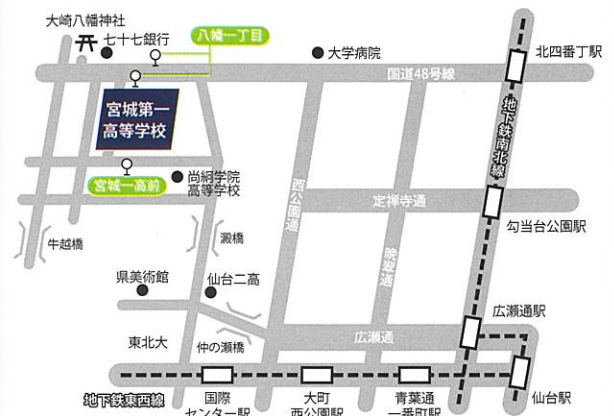 大崎八幡神社
七十七銀行
八幡一丁目
大学病院
北四番丁駅
国道48号線
宮城第一
高等学校
地下鉄南北線
宮城一高前
尚絅学院
高等学校
西公園通
定禅寺通
勾当台公園駅
牛越橋
澱橋
晩翠通
県美術館
仙台二高
広瀬通駅
東北大
仲の瀬橋
広瀬通
地下鉄東西線
国際
センター駅
大町
西公園駅
青葉通
一番町駅
仙台駅